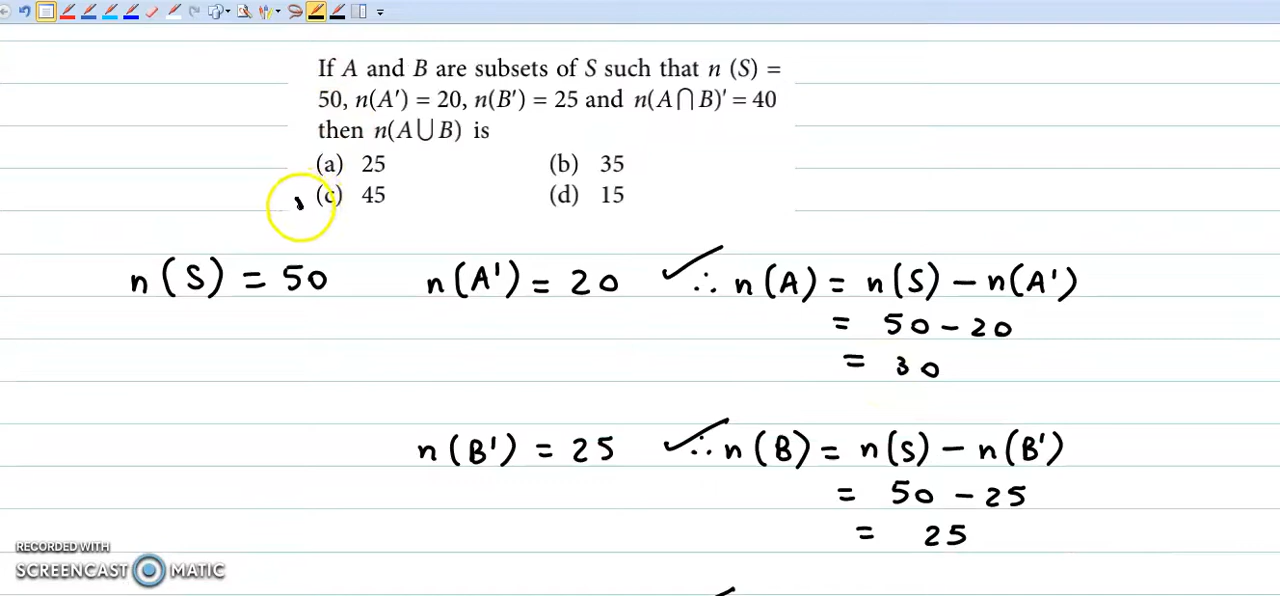 If A and B are subsets of S such that n (S) =
50, n(A′) = 20, n(B′) = 25 and n(A⋂B)′ = 40
then n(A⋃B) is
(a) 25 (b) 35
(c) 45 (d) 15
n(S) = 50 n(A') = 20 ∴ n(A) = n(S) − n(A')
= 50 − 20
= 30
n(B') = 25 ∴ n(B) = n(S) − n(B')
= 50 − 25
= 25
RECORDED WITH
SCREENCAST MATIC